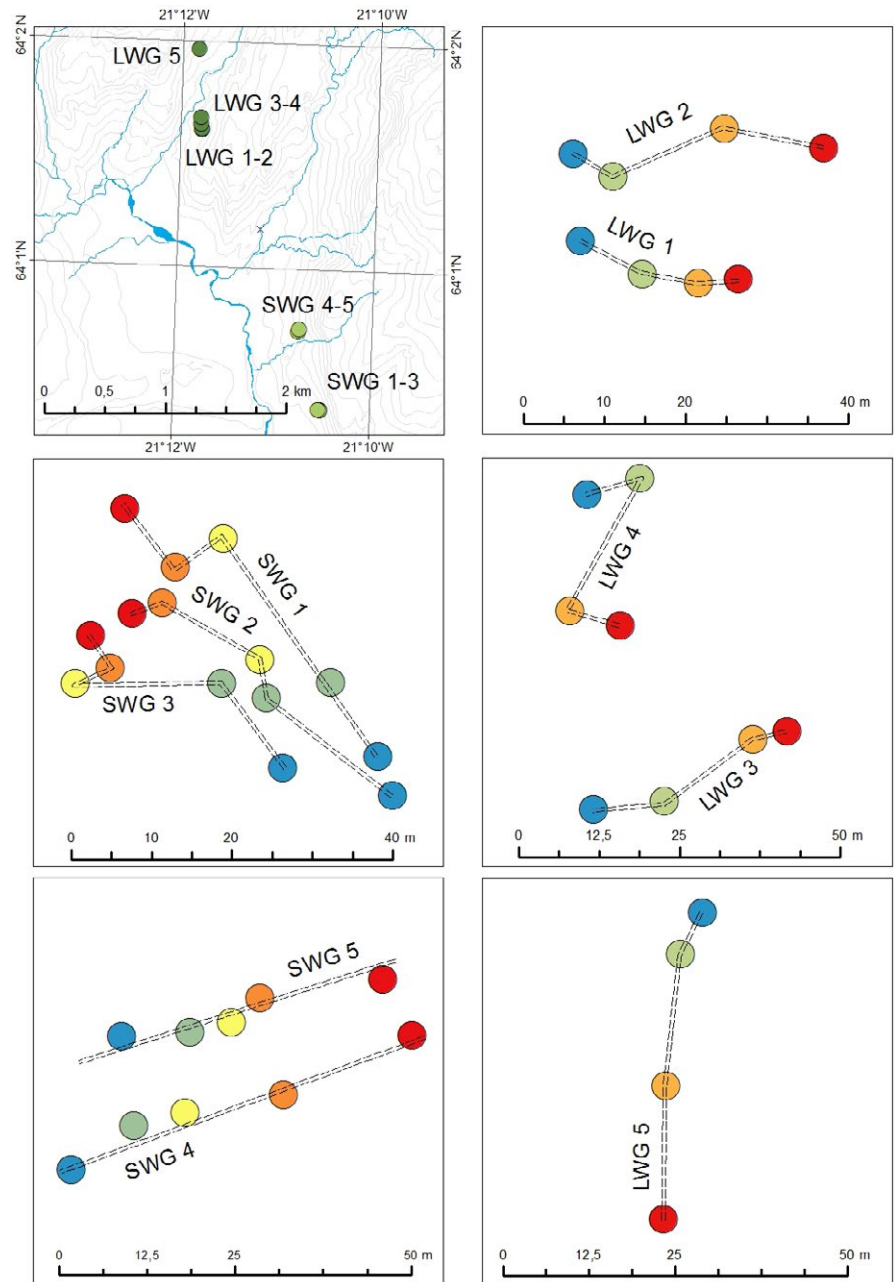 21°12'W
21°10'W
64°2'N
64°2'N
LWG 5
LWG 3-4
LWG 1-2
64°1'N
64°1'N
SWG 4-5
SWG 1-3
0 0,5 1 2 km
21°12'W
21°10'W
LWG 2
LWG 1
0 10 20 40 m
SWG 1
SWG 2
SWG 3
0 10 20 40 m
LWG 4
LWG 3
0 12,5 25 50 m
SWG 5
SWG 4
0 12,5 25 50 m
LWG 5
0 12,5 25 50 m